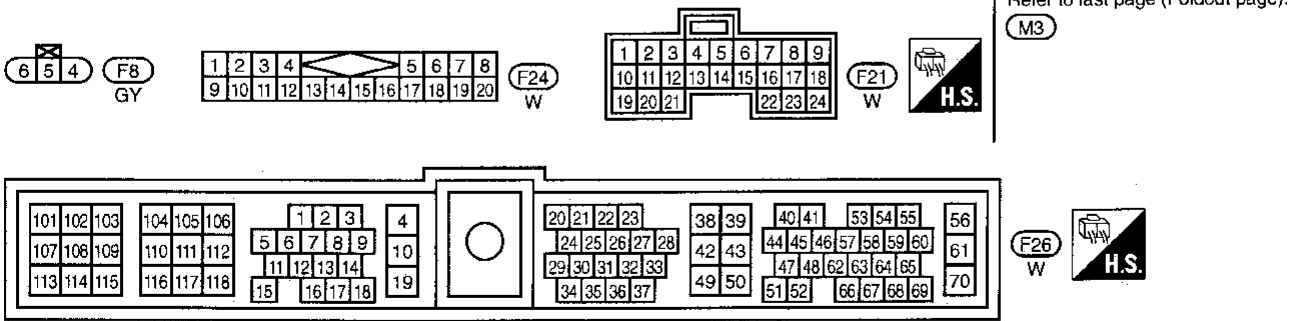 Refer to last page (Foldout page).
M3
6 5 4 F8
GY
1 2 3 4 5 6 7 8
9 10 11 12 13 14 15 16 17 18 19 20
F24
W
1 2 3 4 5 6 7 8 9
10 11 12 13 14 15 16 17 18
19 20 21 22 23 24
F21
W
H.S.
101 102 103 104 105 106 1 2 3 4 20 21 22 23 38 39 40 41 53 54 55 56
107 108 109 110 111 112 5 6 7 8 9 10 24 25 26 27 28 42 43 44 45 46 57 58 59 60 61
11 12 13 14 29 30 31 32 33 47 48 62 63 64 65
113 114 115 116 117 118 15 16 17 18 19 34 35 36 37 49 50 51 52 66 67 68 69 70
F26
W
H.S.